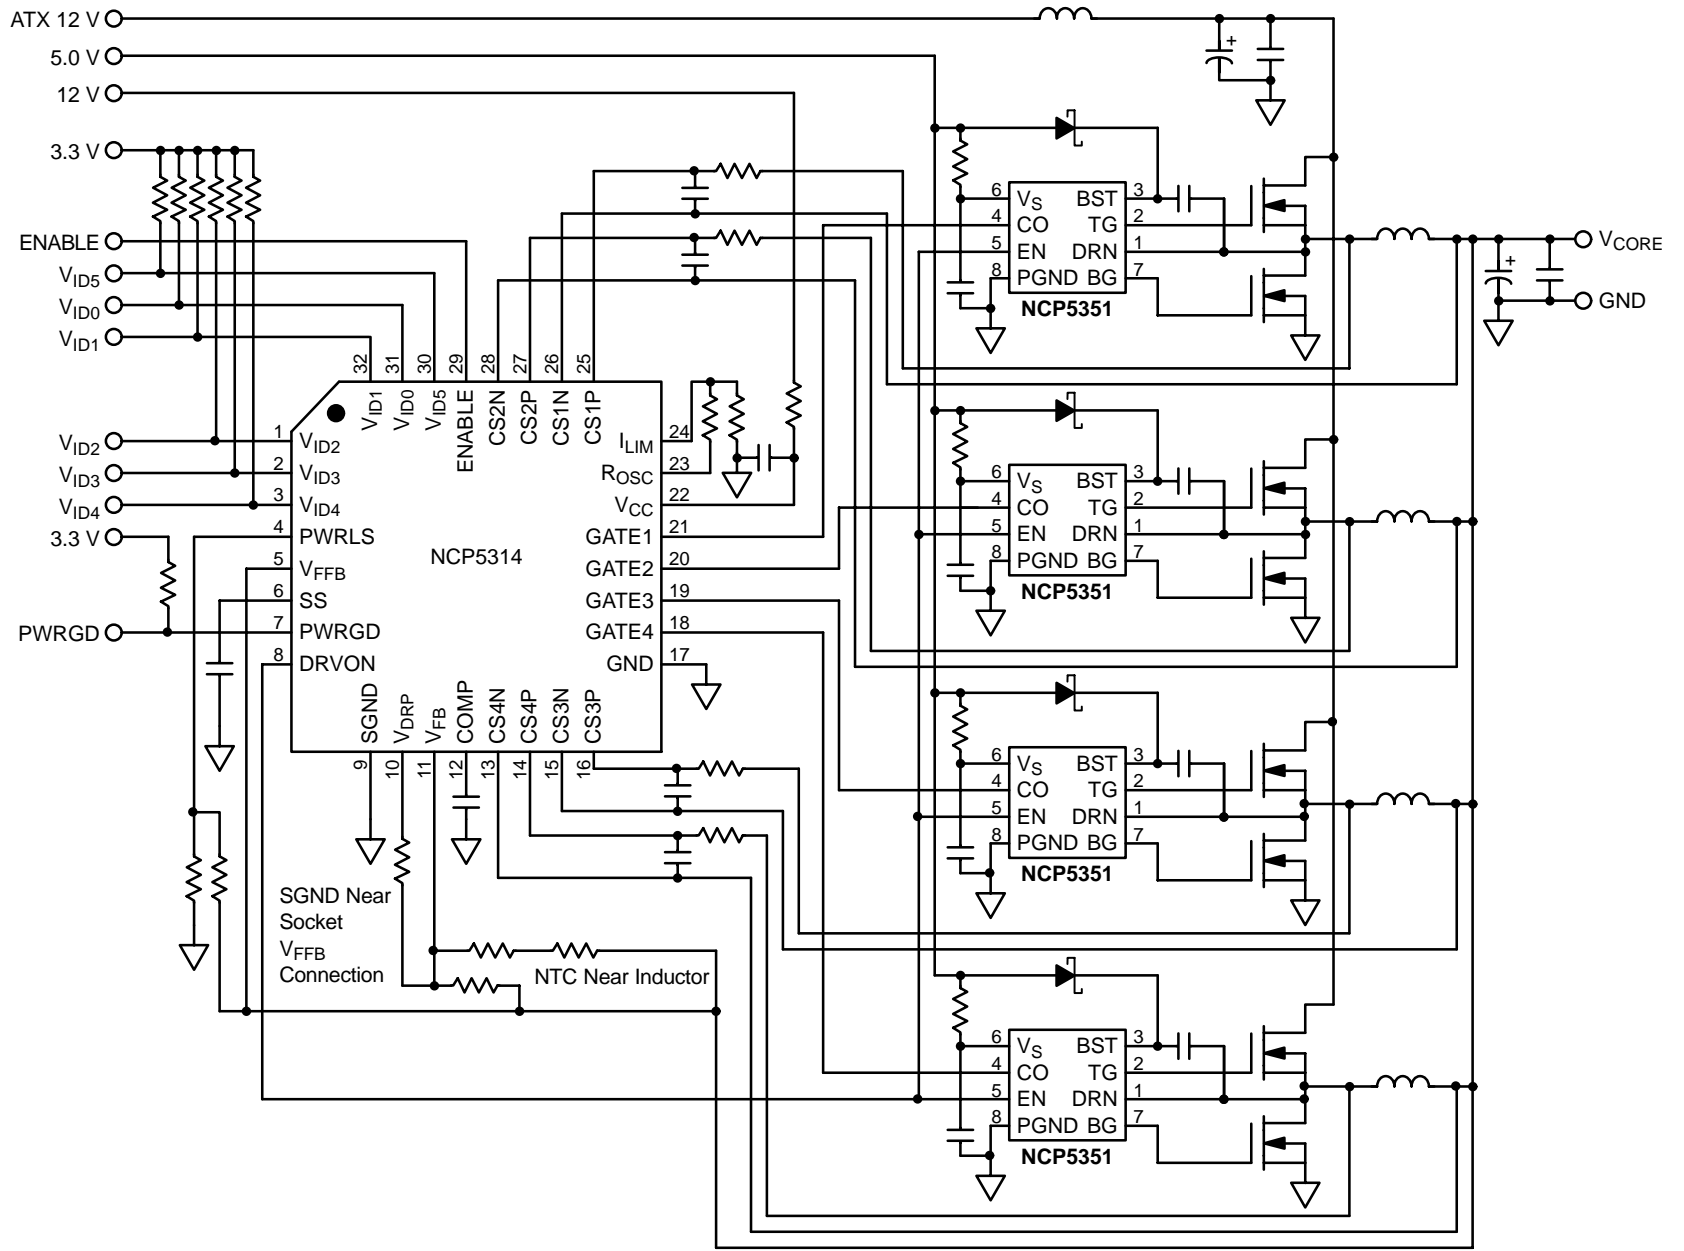 ATX 12 V
5.0 V
12 V
3.3 V
ENABLE
VID5
VID0
VID1
VID2
VID3
VID4
3.3 V
PWRGD
32
31
30
29
28
27
26
25
VID1
VID0
VID5
ENABLE
CS2N
CS2P
CS1N
CS1P
1 VID2
2 VID3
3 VID4
4 PWRLS
5 VFFB
6 SS
7 PWRGD
8 DRVON
NCP5314
ILIM 24
ROSC 23
VCC 22
GATE1 21
GATE2 20
GATE3 19
GATE4 18
GND 17
SGND
VDRP
VFB
COMP
CS4N
CS4P
CS3N
CS3P
9
10
11
12
13
14
15
16
SGND Near
Socket
VFFB
Connection
NTC Near Inductor
+
6 VS BST 3
4 CO TG 2
5 EN DRN 1
8 PGND BG 7
NCP5351
VCORE
+
GND
6 VS BST 3
4 CO TG 2
5 EN DRN 1
8 PGND BG 7
NCP5351
6 VS BST 3
4 CO TG 2
5 EN DRN 1
8 PGND BG 7
NCP5351
6 VS BST 3
4 CO TG 2
5 EN DRN 1
8 PGND BG 7
NCP5351